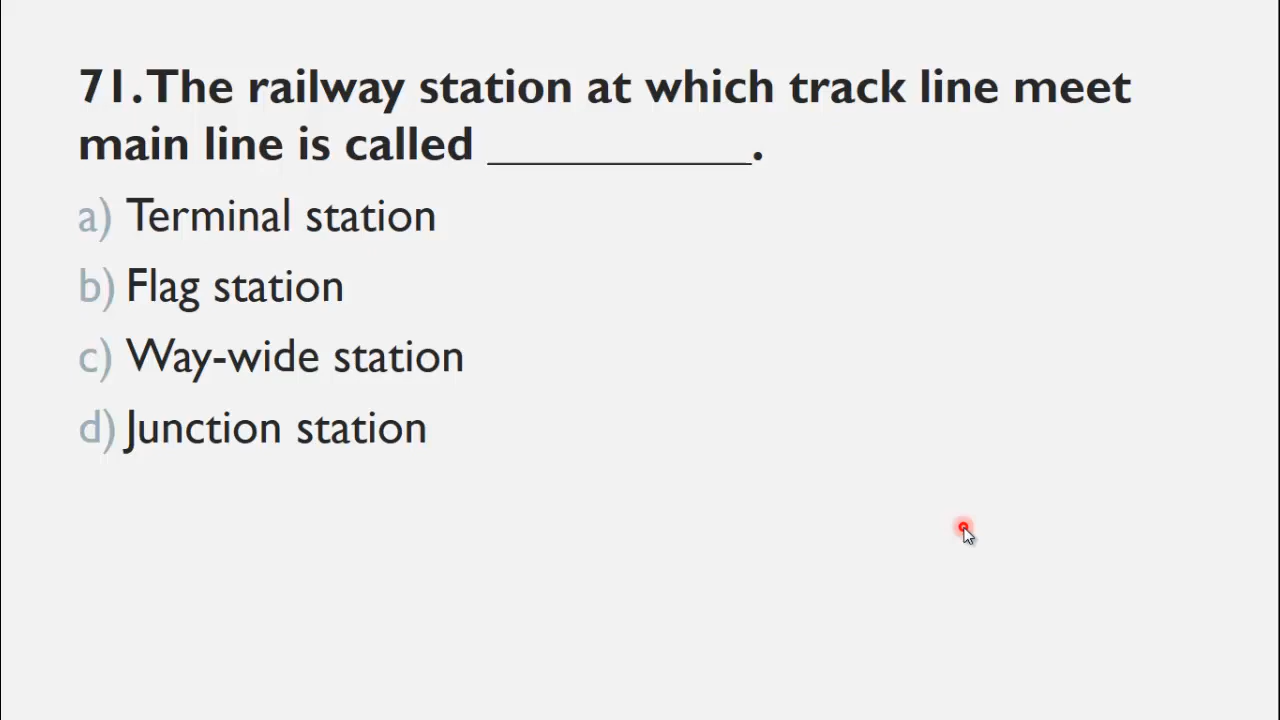 71.The railway station at which track line meet
main line is called ___________.
a) Terminal station
b) Flag station
c) Way-wide station
d) Junction station